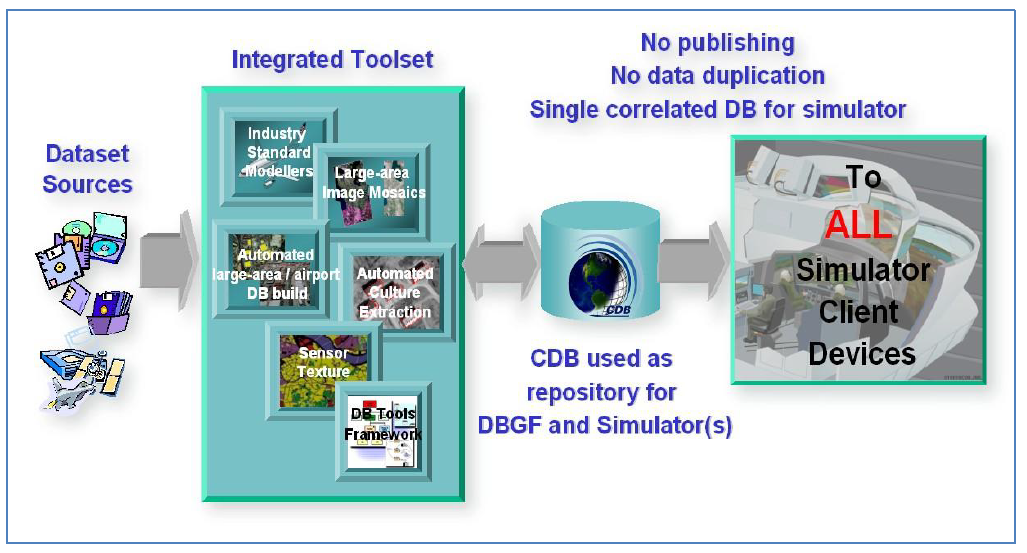 Integrated Toolset
No publishing
No data duplication
Single correlated DB for simulator
Dataset
Sources
Industry
Standard
Modellers
Large-area
Image Mosaics
Automated
large-area / airport
DB build
Automated
Culture
Extraction
Sensor
Texture
DB Tools
Framework
CDB
CDB used as
repository for
DBGF and Simulator(s)
To
ALL
Simulator
Client
Devices